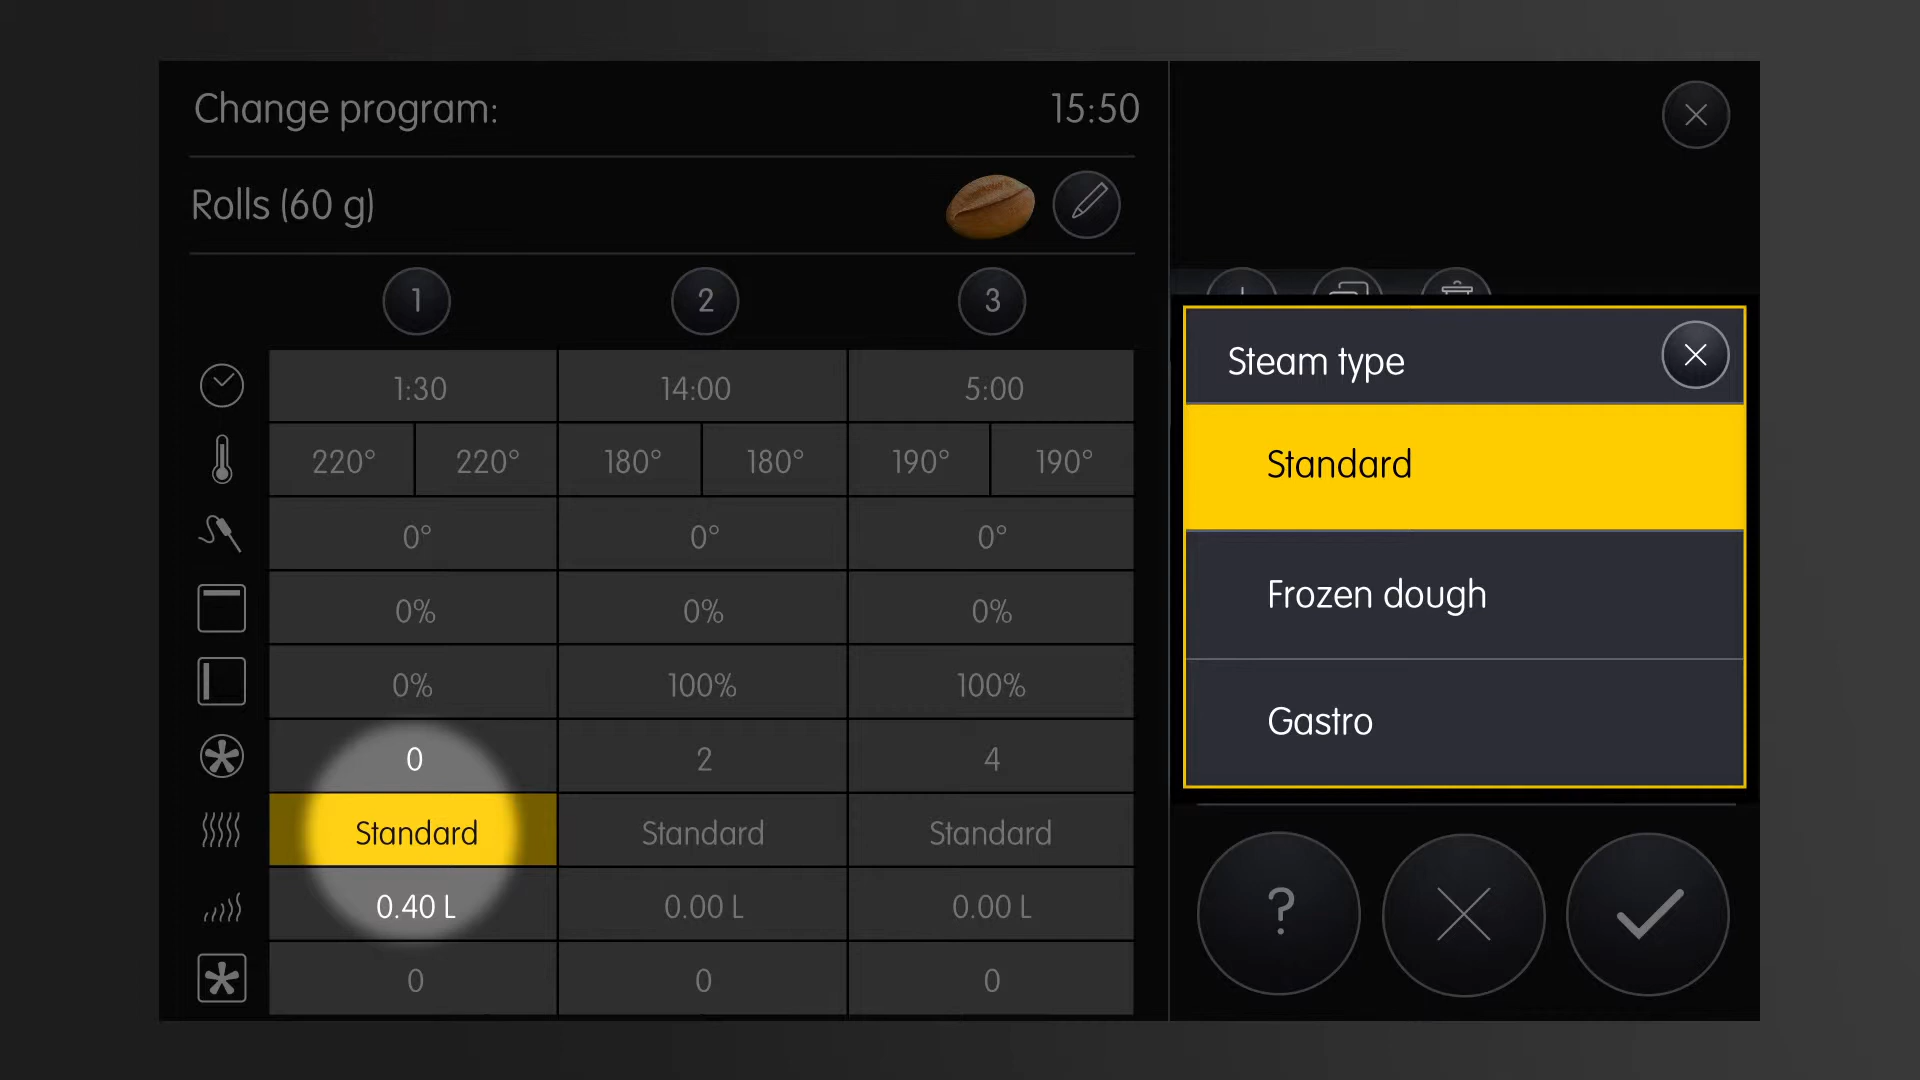 Change program:
15:50
Rolls (60 g)
1 2 3
1:30 14:00 5:00
220° 220° 180° 180° 190° 190°
0° 0° 0°
0% 0% 0%
0% 100% 100%
0 2 4
Standard Standard Standard
0.40 L 0.00 L 0.00 L
0 0 0
Steam type
Standard
Frozen dough
Gastro
?